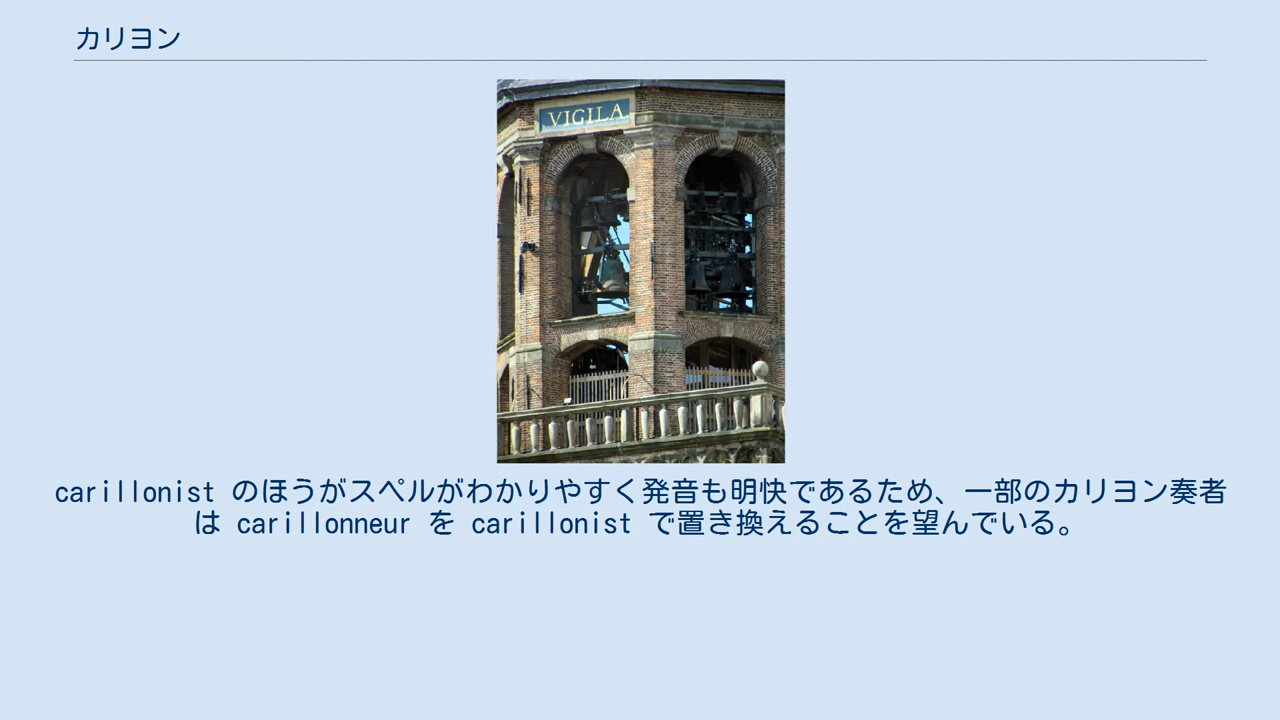 カリヨン
VIGILA
carillonist のほうがスペルがわかりやすく発音も明快であるため、一部のカリヨン奏者
は carillonneur を carillonist で置き換えることを望んでいる。